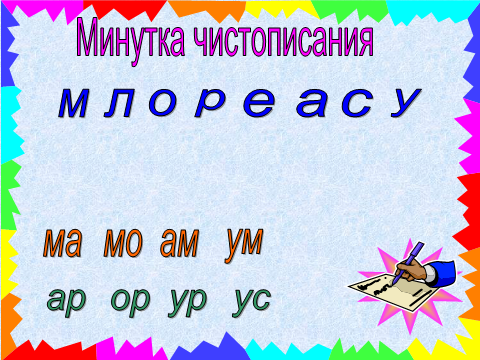 Минутка чистописания
м л о р е а с у
ма мо ам ум
ар ор ур ус